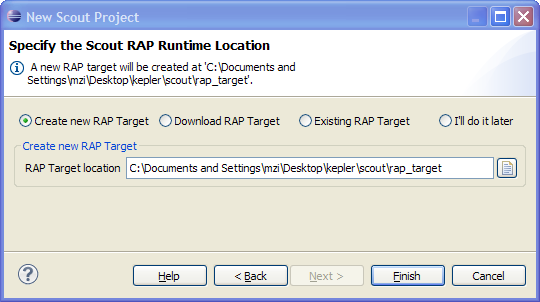 New Scout Project
Specify the Scout RAP Runtime Location
A new RAP target will be created at 'C:\Documents and
Settings\mzi\Desktop\kepler\scout\rap_target'.
Create new RAP Target Download RAP Target Existing RAP Target I'll do it later
Create new RAP Target
RAP Target location C:\Documents and Settings\mzi\Desktop\kepler\scout\rap_target
Help < Back Next > Finish Cancel